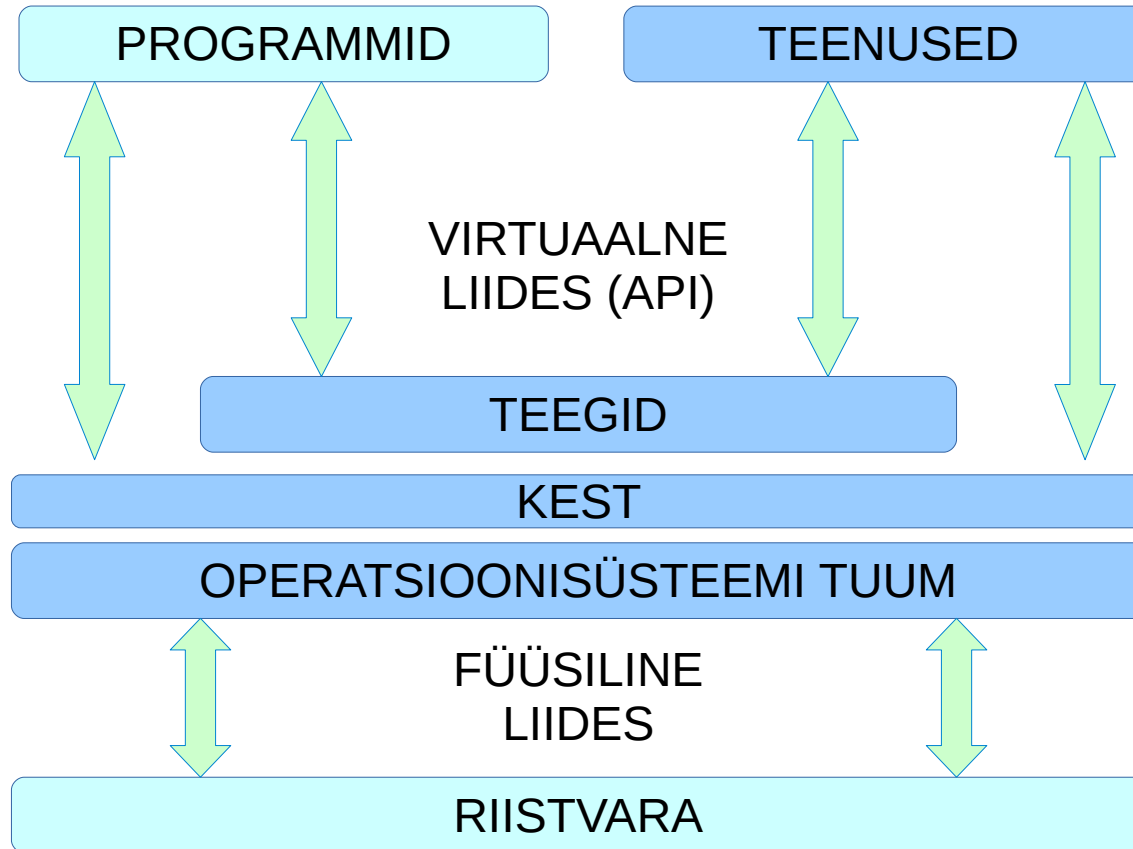 PROGRAMMID
TEENUSED
VIRTUAALNE
LIIDES (API)
TEEGID
KEST
OPERATSIOONISÜSTEEMI TUUM
FÜÜSILINE
LIIDES
RIISTVARA